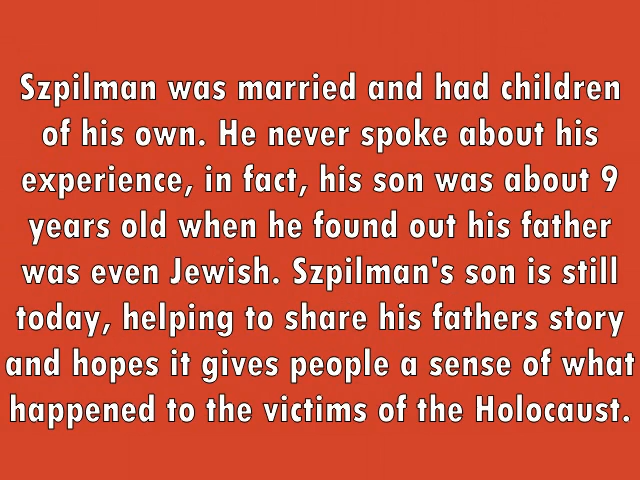 Szpilman was married and had children
of his own. He never spoke about his
experience, in fact, his son was about 9
years old when he found out his father
was even Jewish. Szpilman's son is still
today, helping to share his fathers story
and hopes it gives people a sense of what
happened to the victims of the Holocaust.